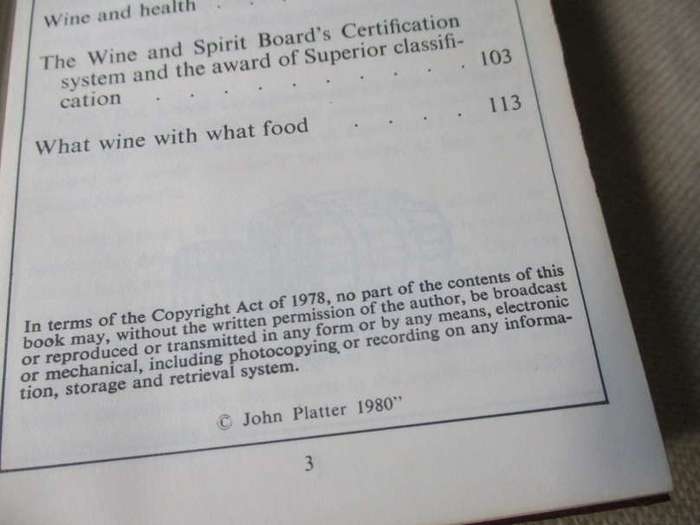 Wine and health . .
The Wine and Spirit Board's Certification
system and the award of Superior classifi-
cation . . . . . . . . . 103
What wine with what food . . . . 113
In terms of the Copyright Act of 1978, no part of the contents of this
book may, without the written permission of the author, be broadcast
or reproduced or transmitted in any form or by any means, electronic
or mechanical, including photocopying or recording on any informa-
tion, storage and retrieval system.
© John Platter 1980”
3